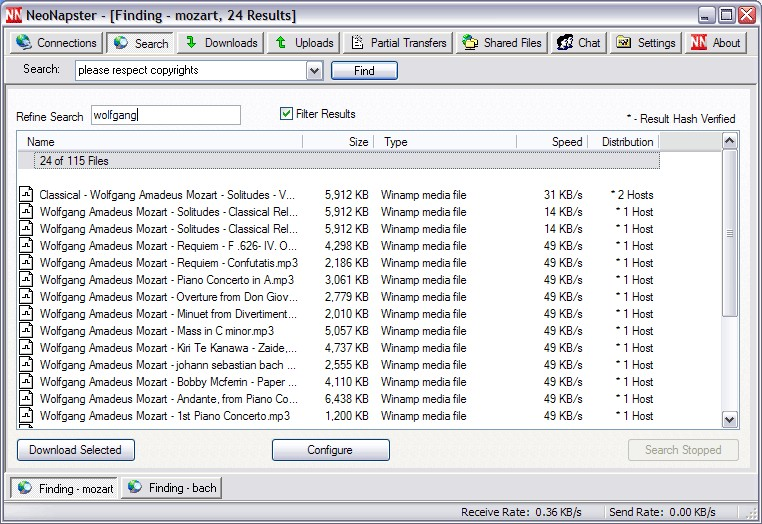 NN NeoNapster - [Finding - mozart, 24 Results]
Connections Search Downloads Uploads Partial Transfers Shared Files Chat Settings NN About
Search: please respect copyrights Find
Refine Search wolfgang Filter Results * - Result Hash Verified
Name Size Type Speed Distribution
24 of 115 Files
Classical - Wolfgang Amadeus Mozart - Solitudes - V... 5,912 KB Winamp media file 31 KB/s * 2 Hosts
Wolfgang Amadeus Mozart - Solitudes - Classical Rel... 5,912 KB Winamp media file 14 KB/s * 1 Host
Wolfgang Amadeus Mozart - Solitudes - Classical Rel... 5,912 KB Winamp media file 14 KB/s * 1 Host
Wolfgang Amadeus Mozart - Requiem - F .626- IV. O... 4,298 KB Winamp media file 49 KB/s * 1 Host
Wolfgang Amadeus Mozart - Requiem - Confutatis.mp3 2,186 KB Winamp media file 49 KB/s * 1 Host
Wolfgang Amadeus Mozart - Piano Concerto in A.mp3 3,061 KB Winamp media file 49 KB/s * 1 Host
Wolfgang Amadeus Mozart - Overture from Don Giov... 2,779 KB Winamp media file 49 KB/s * 1 Host
Wolfgang Amadeus Mozart - Minuet from Divertiment... 2,010 KB Winamp media file 49 KB/s * 1 Host
Wolfgang Amadeus Mozart - Mass in C minor.mp3 5,057 KB Winamp media file 49 KB/s * 1 Host
Wolfgang Amadeus Mozart - Kiri Te Kanawa - Zaide,... 4,737 KB Winamp media file 49 KB/s * 1 Host
Wolfgang Amadeus Mozart - johann sebastian bach ... 2,555 KB Winamp media file 49 KB/s * 1 Host
Wolfgang Amadeus Mozart - Bobby Mcferrin - Paper ... 4,110 KB Winamp media file 49 KB/s * 1 Host
Wolfgang Amadeus Mozart - Andante, from Piano Co... 6,438 KB Winamp media file 49 KB/s * 1 Host
Wolfgang Amadeus Mozart - 1st Piano Concerto.mp3 1,200 KB Winamp media file 49 KB/s * 1 Host
Download Selected Configure Search Stopped
Finding - mozart Finding - bach
Receive Rate: 0.36 KB/s Send Rate: 0.00 KB/s